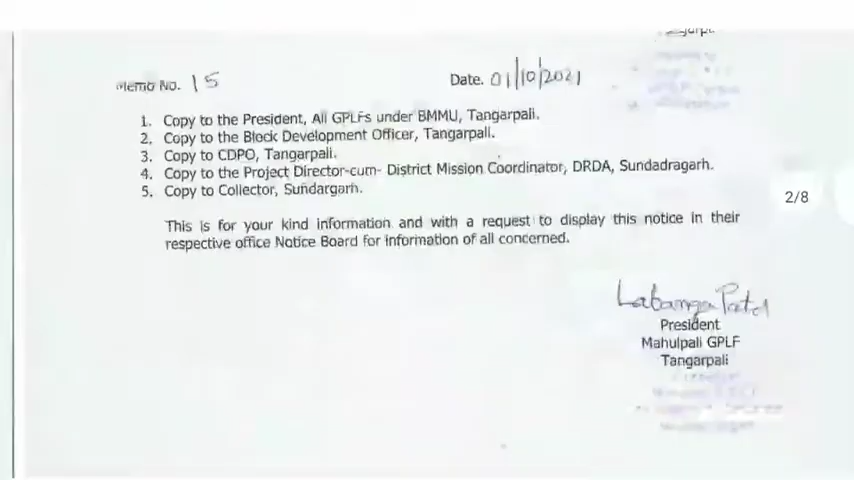 Memo No. 15
Date. 01/10/2021
1. Copy to the President, All GPLFs under BMMU, Tangarpali.
2. Copy to the Block Development Officer, Tangarpali.
3. Copy to CDPO, Tangarpali.
4. Copy to the Project Director-cum- District Mission Coordinator, DRDA, Sundadragarh.
5. Copy to Collector, Sundargarh.
2/8
This is for your kind information and with a request to display this notice in their
respective office Notice Board for information of all concerned.
Labanga Patel
President
Mahulpali GPLF
Tangarpali